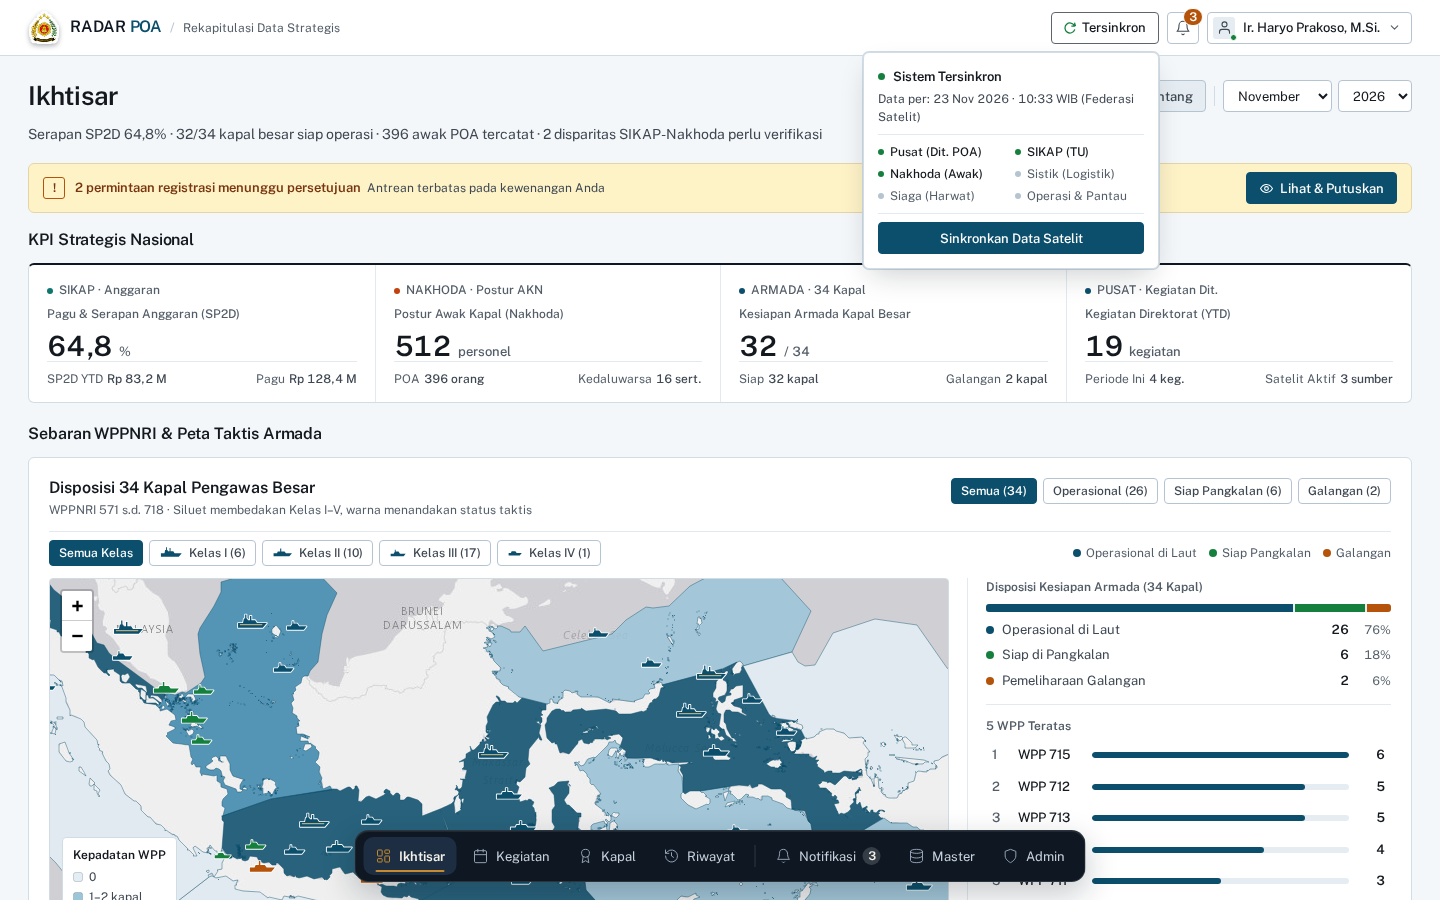 RADAR POA / Rekapitulasi Data Strategis
Tersinkron
3
Ir. Haryo Prakoso, M.Si.
Sistem Tersinkron
Data per: 23 Nov 2026 · 10:33 WIB (Federasi
Satelit)
Pusat (Dit. POA)
SIKAP (TU)
Nakhoda (Awak)
Sistik (Logistik)
Siaga (Harwat)
Operasi & Pantau
Sinkronkan Data Satelit
Ikhtisar
ntang
November
2026
Serapan SP2D 64,8% · 32/34 kapal besar siap operasi · 396 awak POA tercatat · 2 disparitas SIKAP-Nakhoda perlu verifikasi
! 2 permintaan registrasi menunggu persetujuan Antrean terbatas pada kewenangan Anda
Lihat & Putuskan
KPI Strategis Nasional
SIKAP · Anggaran
Pagu & Serapan Anggaran (SP2D)
64,8 %
SP2D YTD Rp 83,2 M
Pagu Rp 128,4 M
NAKHODA · Postur AKN
Postur Awak Kapal (Nakhoda)
512 personel
POA 396 orang
Kedaluwarsa 16 sert.
ARMADA · 34 Kapal
Kesiapan Armada Kapal Besar
32 / 34
Siap 32 kapal
Galangan 2 kapal
PUSAT · Kegiatan Dit.
Kegiatan Direktorat (YTD)
19 kegiatan
Periode Ini 4 keg.
Satelit Aktif 3 sumber
Sebaran WPPNRI & Peta Taktis Armada
Disposisi 34 Kapal Pengawas Besar
WPPNRI 571 s.d. 718 · Siluet membedakan Kelas I–V, warna menandakan status taktis
Semua (34)
Operasional (26)
Siap Pangkalan (6)
Galangan (2)
Semua Kelas
Kelas I (6)
Kelas II (10)
Kelas III (17)
Kelas IV (1)
Operasional di Laut
Siap Pangkalan
Galangan
+
−
AYSIA
BRUNEI
DARUSSALAM
Kepadatan WPP
0
1–2 kapal
Disposisi Kesiapan Armada (34 Kapal)
Operasional di Laut 26 76%
Siap di Pangkalan 6 18%
Pemeliharaan Galangan 2 6%
5 WPP Teratas
1 WPP 715 6
2 WPP 712 5
3 WPP 713 5
4
3
Ikhtisar
Kegiatan
Kapal
Riwayat
Notifikasi 3
Master
Admin